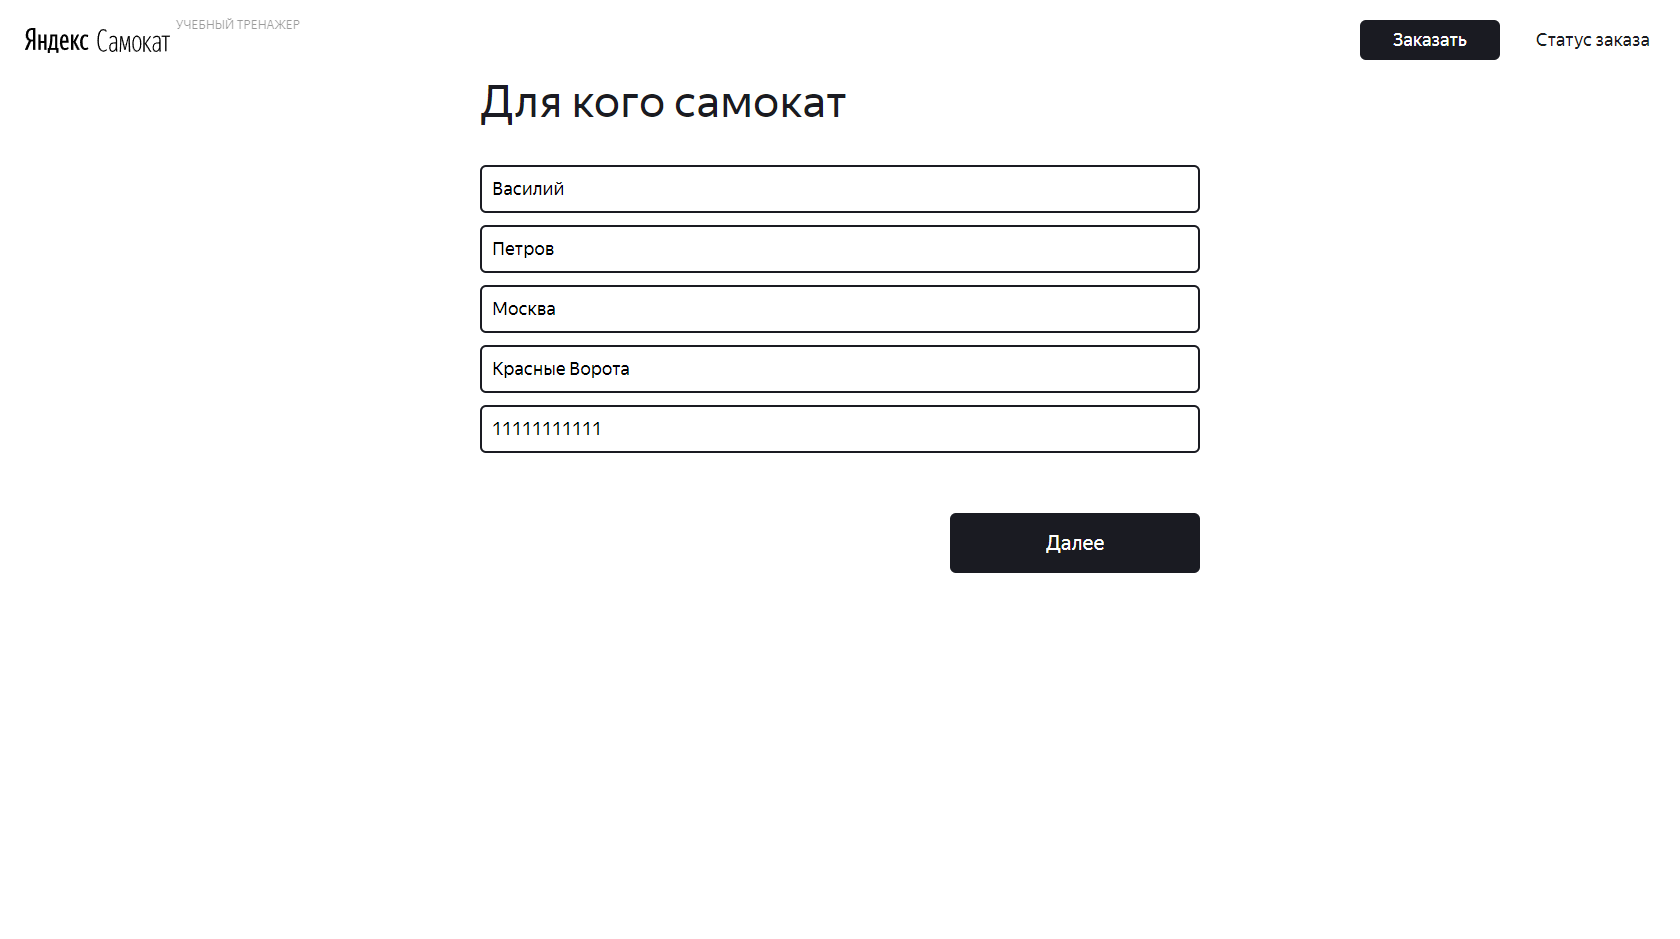 Яндекс Самокат
УЧЕБНЫЙ ТРЕНАЖЕР
Заказать
Статус заказа
Для кого самокат
Василий
Петров
Москва
Красные Ворота
11111111111
Далее